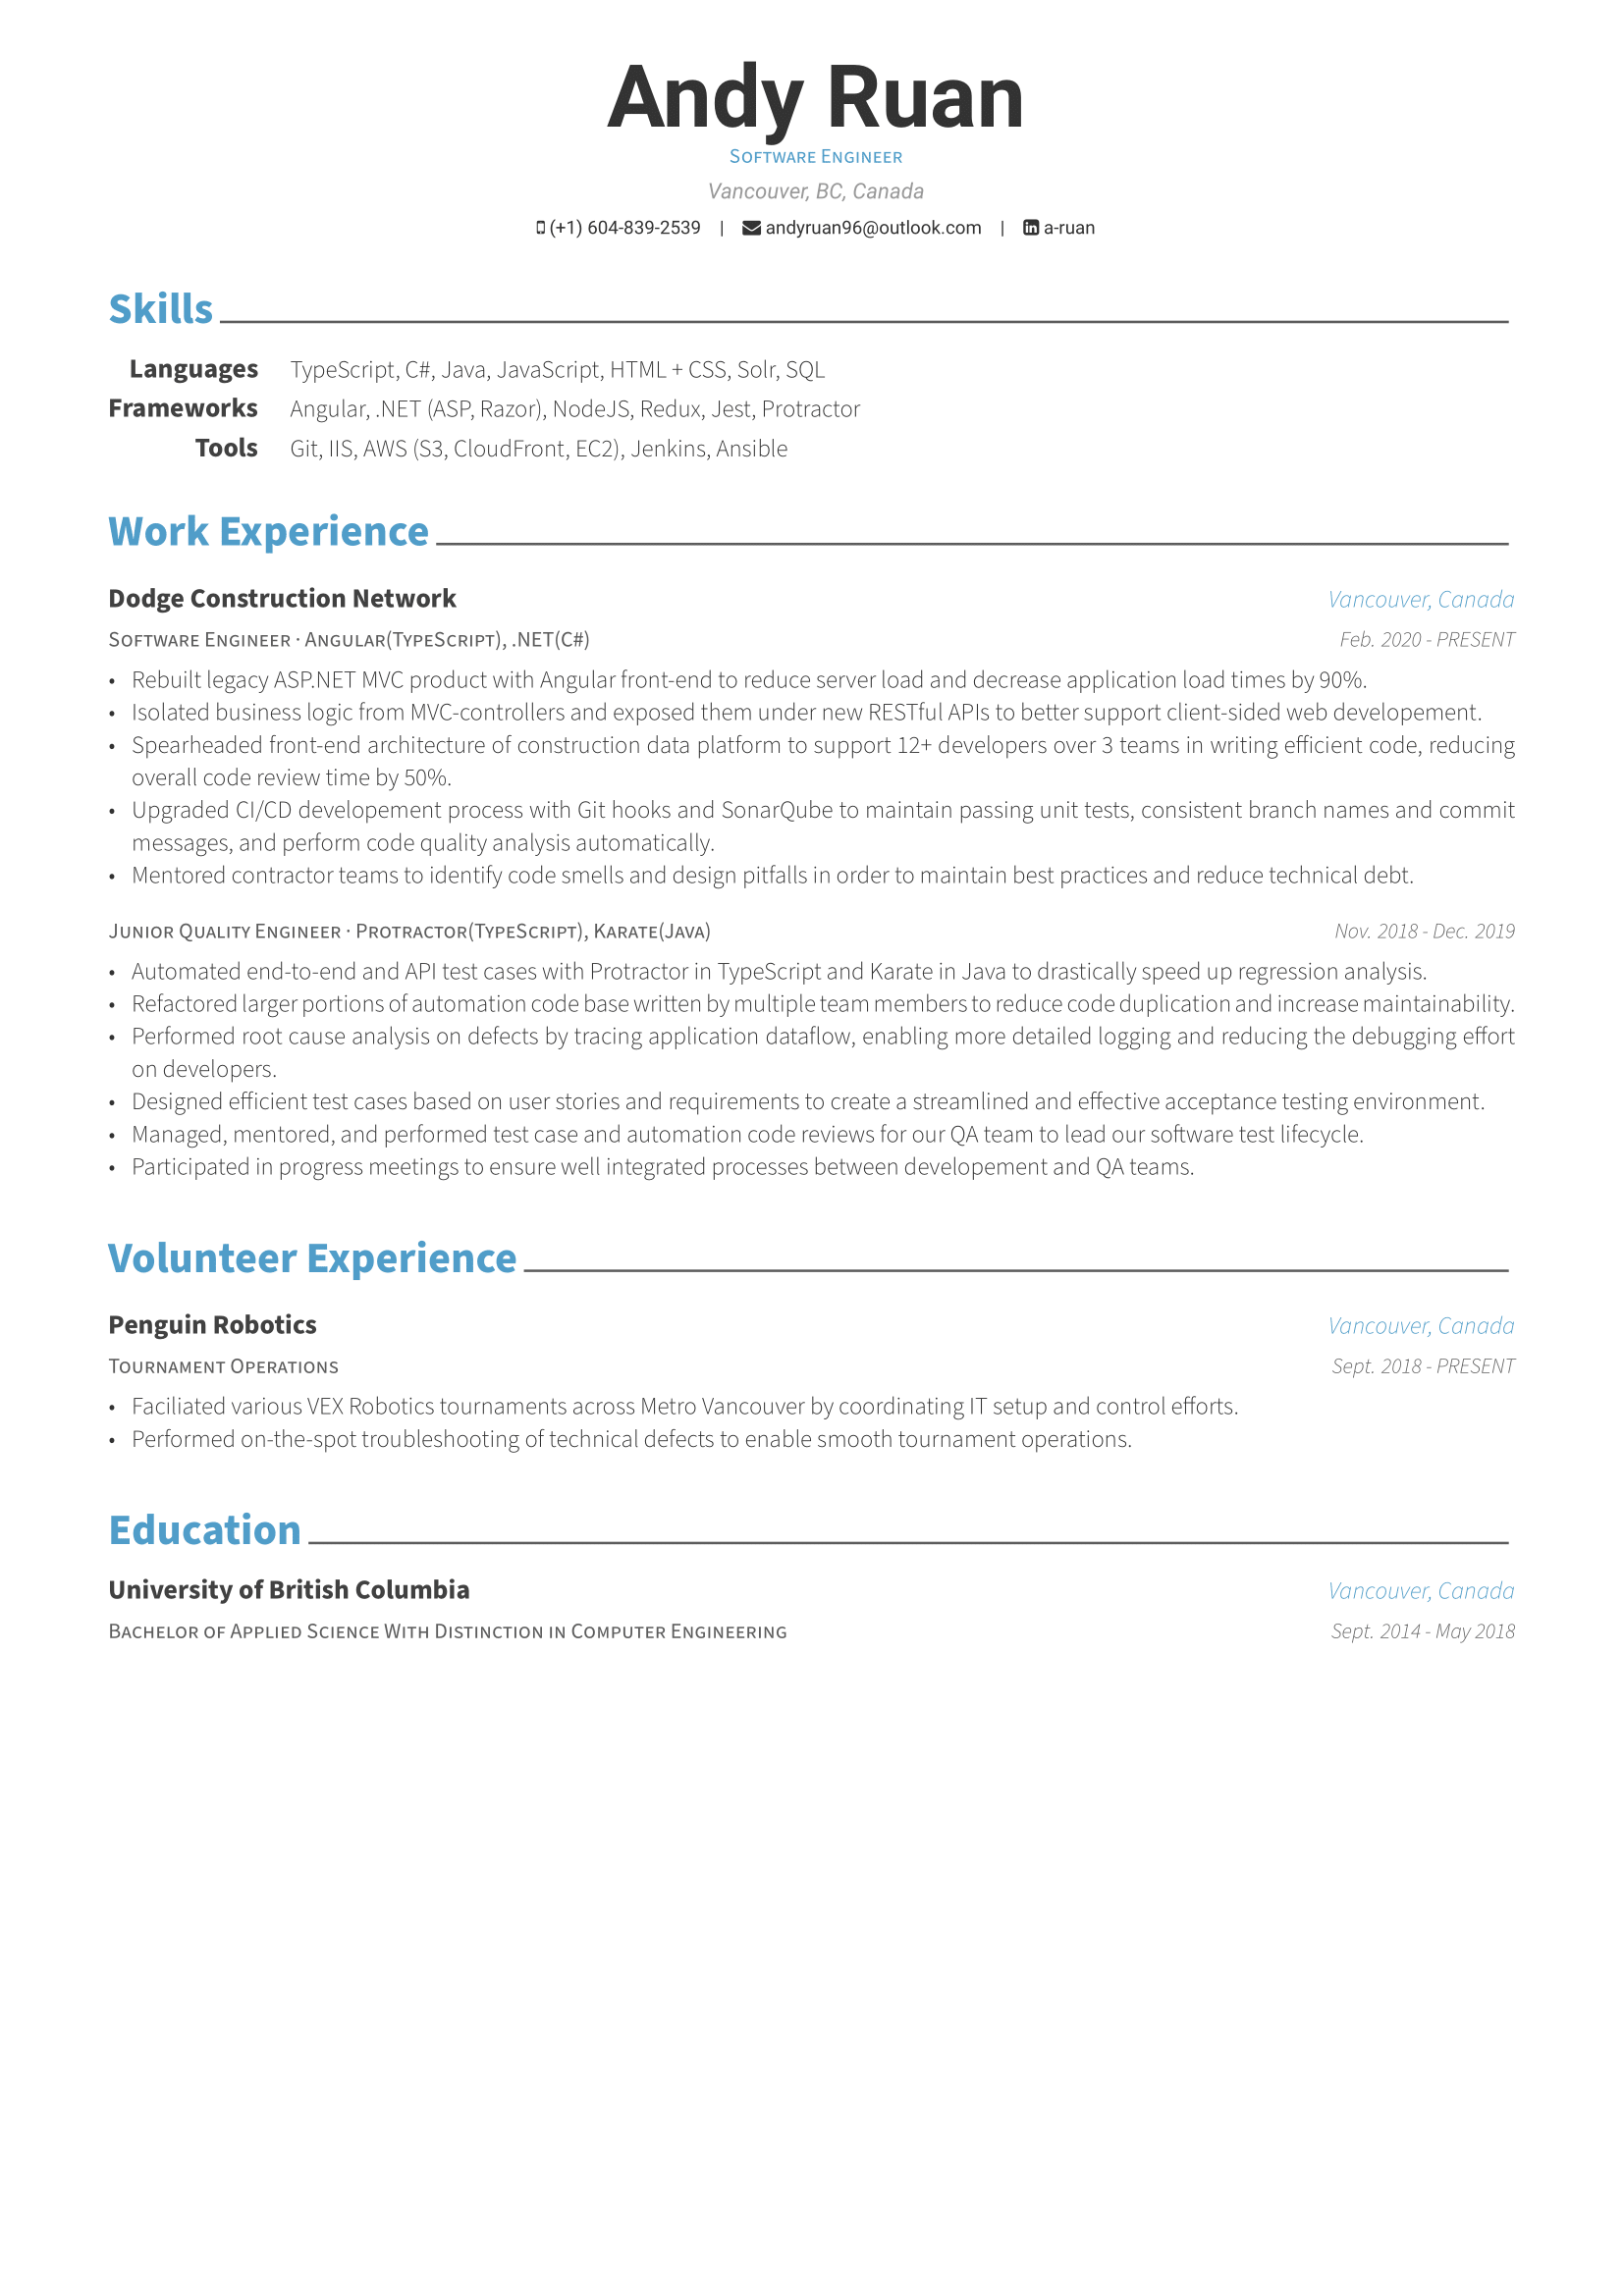 Andy Ruan
Software Engineer
Vancouver, BC, Canada
(+1) 604-839-2539 | andyruan96@outlook.com | a-ruan
Skills
Languages TypeScript, C#, Java, JavaScript, HTML + CSS, Solr, SQL
Frameworks Angular, .NET (ASP, Razor), NodeJS, Redux, Jest, Protractor
Tools Git, IIS, AWS (S3, CloudFront, EC2), Jenkins, Ansible
Work Experience
Dodge Construction Network Vancouver, Canada
Software Engineer · Angular(TypeScript), .NET(C#) Feb. 2020 - PRESENT
• Rebuilt legacy ASP.NET MVC product with Angular front-end to reduce server load and decrease application load times by 90%.
• Isolated business logic from MVC-controllers and exposed them under new RESTful APIs to better support client-sided web developement.
• Spearheaded front-end architecture of construction data platform to support 12+ developers over 3 teams in writing efficient code, reducing
overall code review time by 50%.
• Upgraded CI/CD developement process with Git hooks and SonarQube to maintain passing unit tests, consistent branch names and commit
messages, and perform code quality analysis automatically.
• Mentored contractor teams to identify code smells and design pitfalls in order to maintain best practices and reduce technical debt.
Junior Quality Engineer · Protractor(TypeScript), Karate(Java) Nov. 2018 - Dec. 2019
• Automated end-to-end and API test cases with Protractor in TypeScript and Karate in Java to drastically speed up regression analysis.
• Refactored larger portions of automation code base written by multiple team members to reduce code duplication and increase maintainability.
• Performed root cause analysis on defects by tracing application dataflow, enabling more detailed logging and reducing the debugging effort
on developers.
• Designed efficient test cases based on user stories and requirements to create a streamlined and effective acceptance testing environment.
• Managed, mentored, and performed test case and automation code reviews for our QA team to lead our software test lifecycle.
• Participated in progress meetings to ensure well integrated processes between developement and QA teams.
Volunteer Experience
Penguin Robotics Vancouver, Canada
Tournament Operations Sept. 2018 - PRESENT
• Faciliated various VEX Robotics tournaments across Metro Vancouver by coordinating IT setup and control efforts.
• Performed on-the-spot troubleshooting of technical defects to enable smooth tournament operations.
Education
University of British Columbia Vancouver, Canada
Bachelor of Applied Science With Distinction in Computer Engineering Sept. 2014 - May 2018